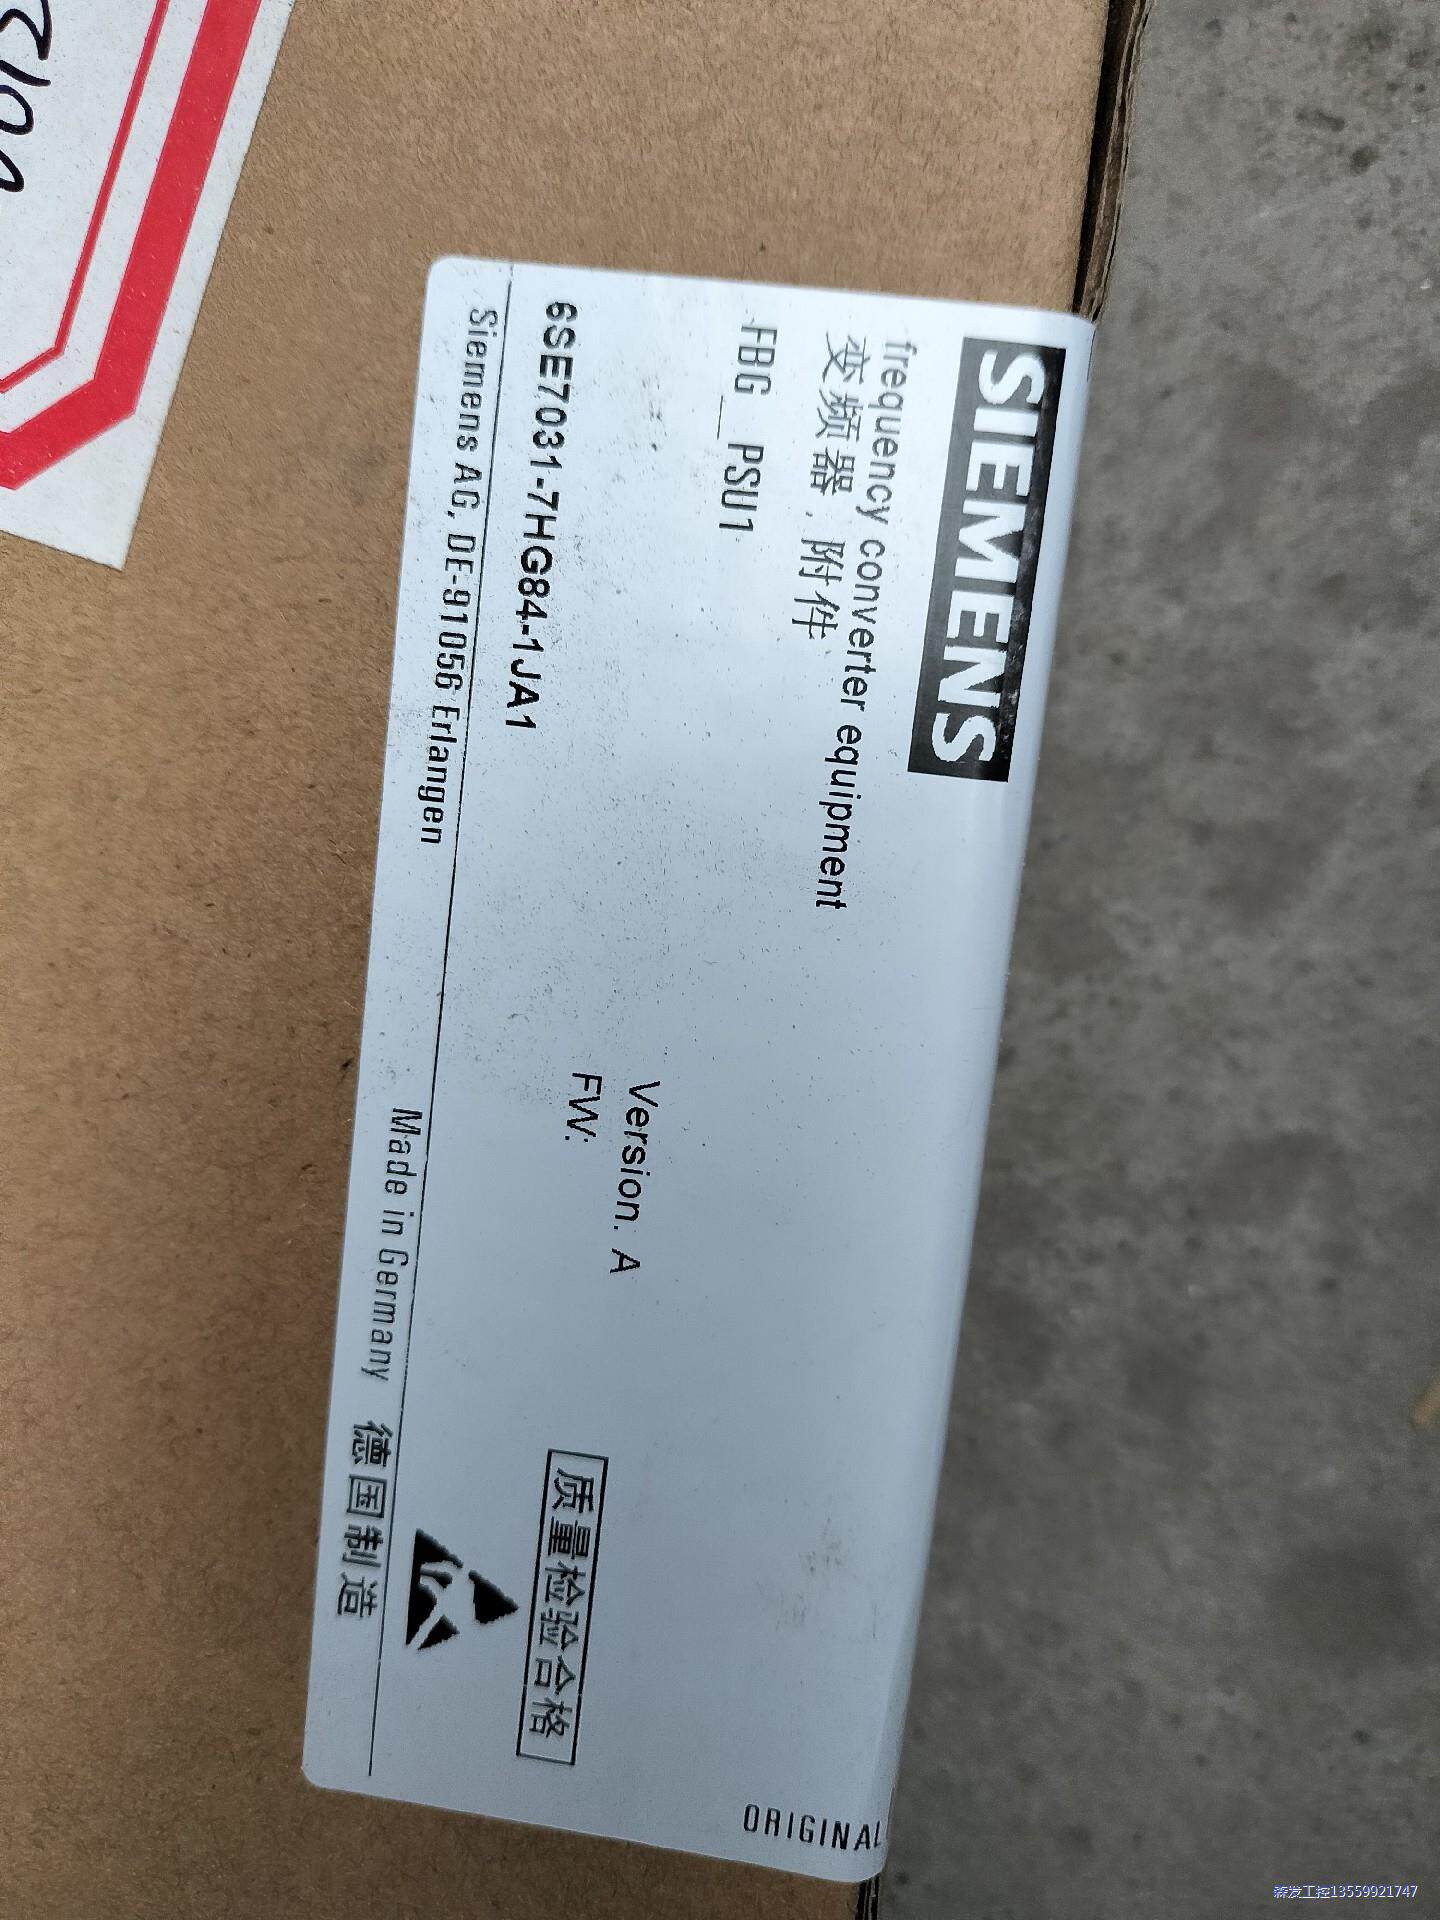 SIEMENS
frequency converter equipment
变频器,附件
FBG_PSU1
Version. A
FW:
6SE7031-7HG84-1JA1
质量检验合格
Siemens AG, DE-91056 Erlangen
Made in Germany 德国制造
ORIGINAL
森发工控13559921747